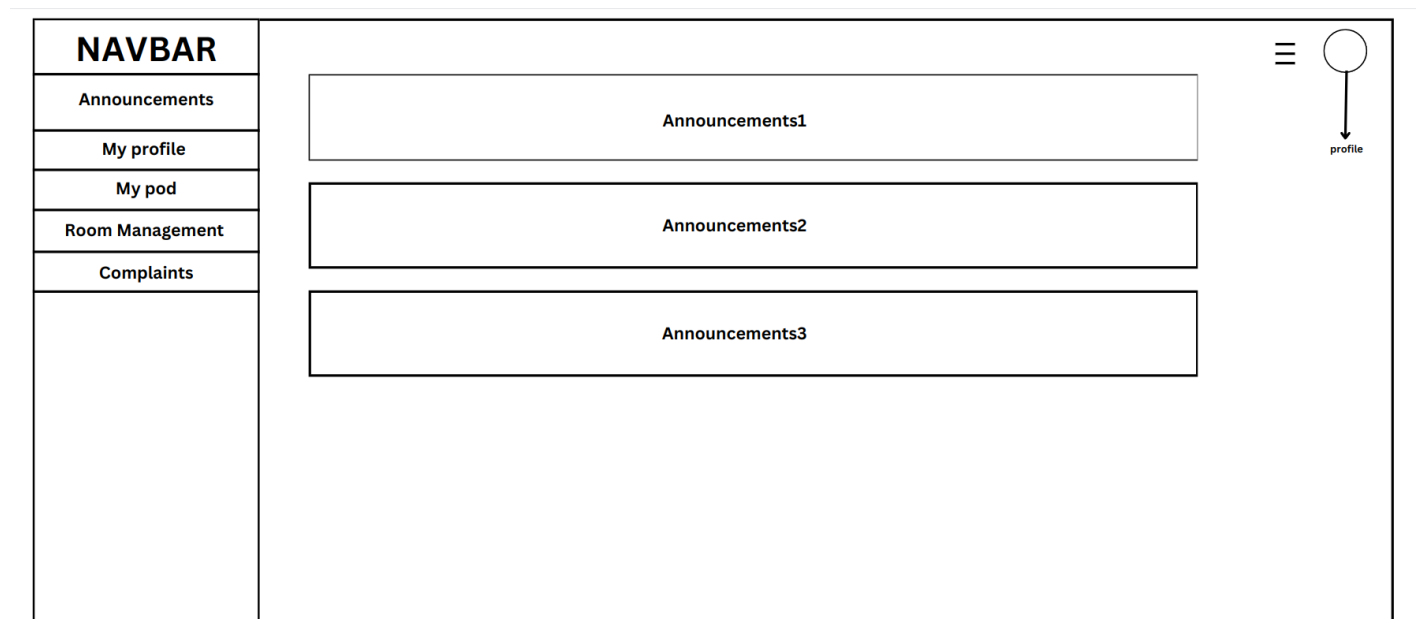 NAVBAR
Announcements
My profile
My pod
Room Management
Complaints
Announcements1
Announcements2
Announcements3
profile